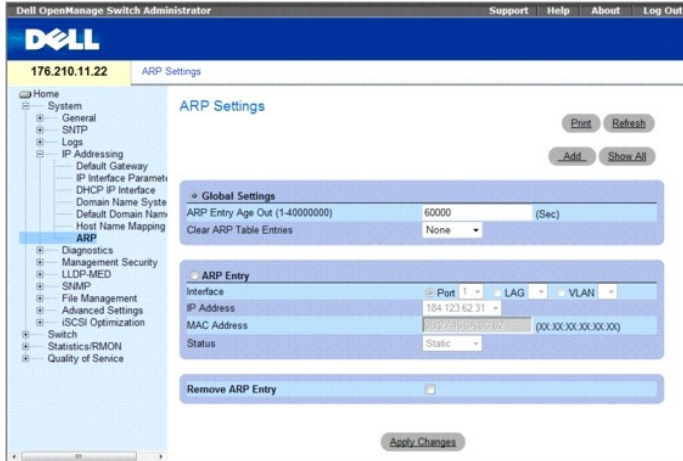 Dell OpenManage Switch Administrator
Support Help About Log Out
DELL
176.210.11.22
ARP Settings
Home
System
General
SNTP
Logs
IP Addressing
Default Gateway
IP Interface Paramete
DHCP IP Interface
Domain Name Syste
Default Domain Name
Host Name Mapping
ARP
Diagnostics
Management Security
LLDP-MED
SNMP
File Management
Advanced Settings
iSCSI Optimization
Switch
Statistics/RMON
Quality of Service
ARP Settings
Print Refresh
Add Show All
Global Settings
ARP Entry Age Out (1-40000000) 60000 (Sec)
Clear ARP Table Entries None
ARP Entry
Interface Port 1 LAG VLAN
IP Address 184.123.62.31
MAC Address (XX:XX:XX:XX:XX:XX)
Status Static
Remove ARP Entry
Apply Changes